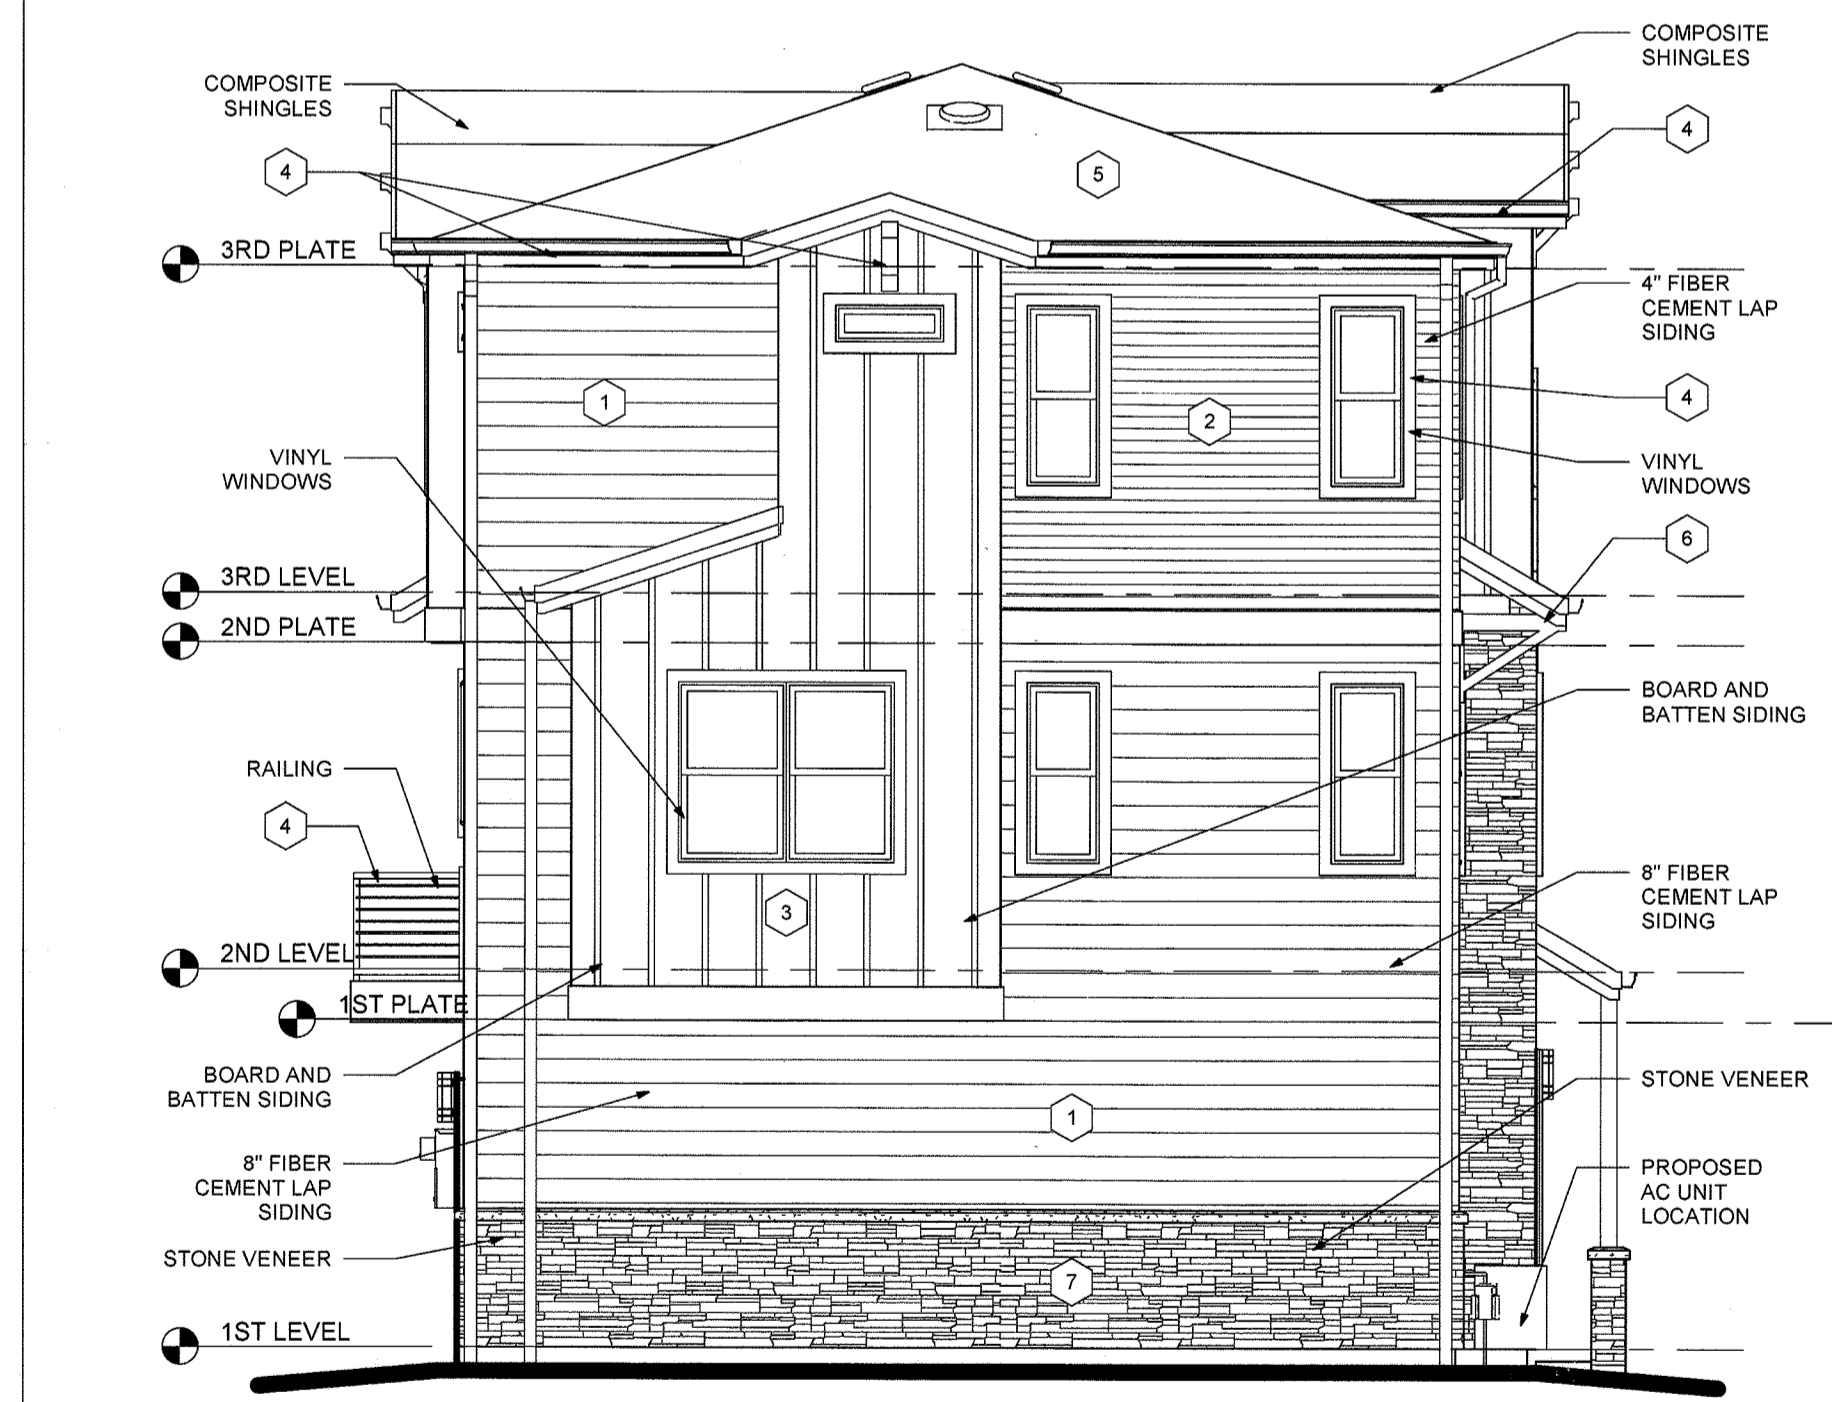 COMPOSITE
SHINGLES
4
3RD PLATE
1
VINYL
WINDOWS
3RD LEVEL
2ND PLATE
RAILING
4
2ND LEVEL
1ST PLATE
BOARD AND
BATTEN SIDING
8" FIBER
CEMENT LAP
SIDING
STONE VENEER
1ST LEVEL
5
2
3
1
7
COMPOSITE
SHINGLES
4
4" FIBER
CEMENT LAP
SIDING
4
VINYL
WINDOWS
6
BOARD AND
BATTEN SIDING
8" FIBER
CEMENT LAP
SIDING
STONE VENEER
PROPOSED
AC UNIT
LOCATION